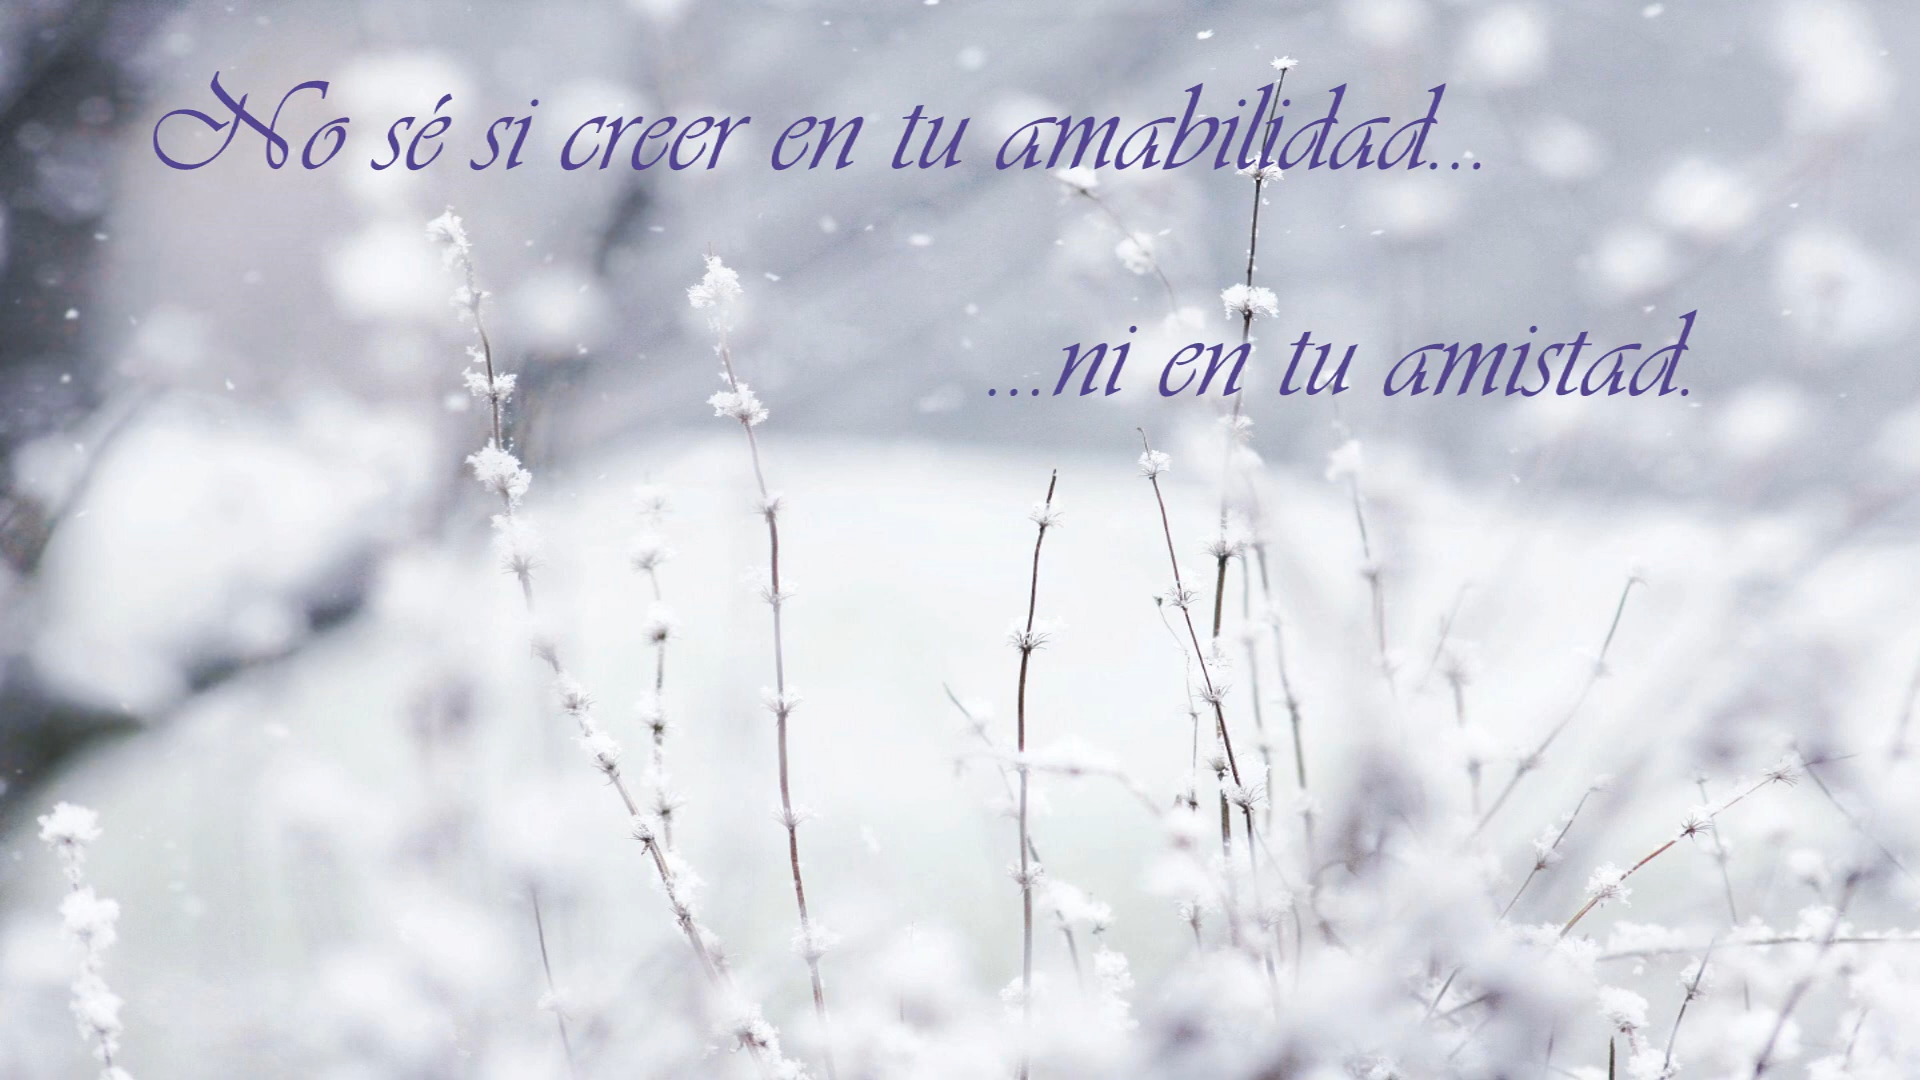 No sé si creer en tu amabilidad...
...ni en tu amistad.